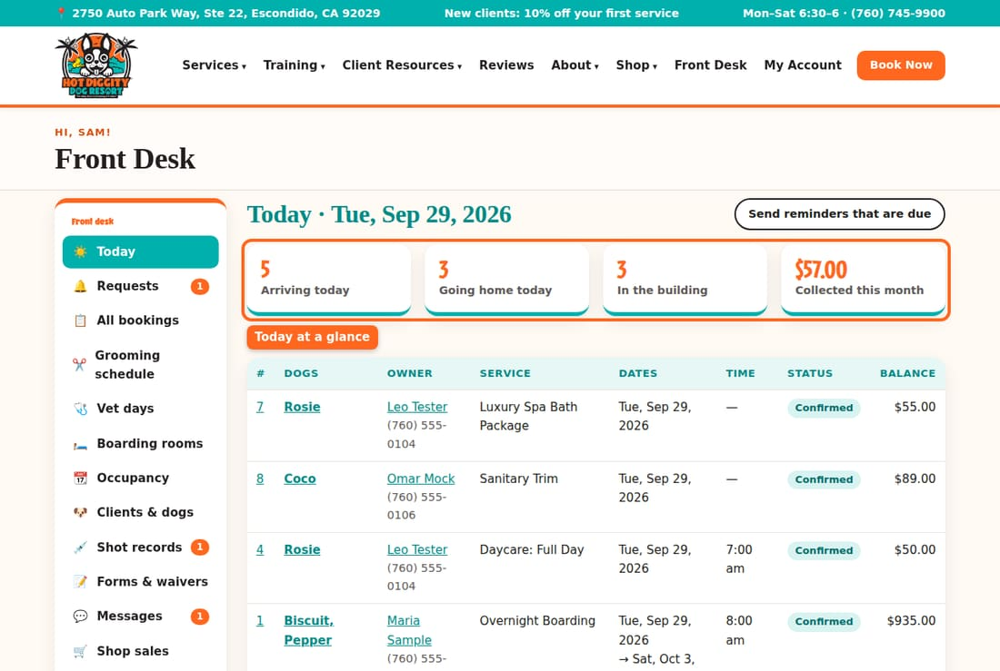 📍 2750 Auto Park Way, Ste 22, Escondido, CA 92029
New clients: 10% off your first service
Mon–Sat 6:30–6 · (760) 745-9900
HOT DIGGITY
DOG RESORT
Services ▾
Training ▾
Client Resources ▾
Reviews
About ▾
Shop ▾
Front Desk
My Account
Book Now
HI, SAM!
Front Desk
Front desk
Today
Requests 1
All bookings
Grooming
schedule
Vet days
Boarding rooms
Occupancy
Clients & dogs
Shot records 1
Forms & waivers
Messages 1
Shop sales
Today · Tue, Sep 29, 2026
Send reminders that are due
5
Arriving today
3
Going home today
3
In the building
$57.00
Collected this month
Today at a glance
# DOGS OWNER SERVICE DATES TIME STATUS BALANCE
7 Rosie Leo Tester Luxury Spa Bath Tue, Sep 29, — Confirmed $55.00
(760) 555- Package 2026
0104
8 Coco Omar Mock Sanitary Trim Tue, Sep 29, — Confirmed $89.00
(760) 555- 2026
0106
4 Rosie Leo Tester Daycare: Full Day Tue, Sep 29, 7:00 Confirmed $50.00
(760) 555- 2026 am
0104
1 Biscuit, Maria Overnight Boarding Tue, Sep 29, 8:00 Confirmed $935.00
Pepper Sample 2026 am
(760) 555- → Sat, Oct 3,